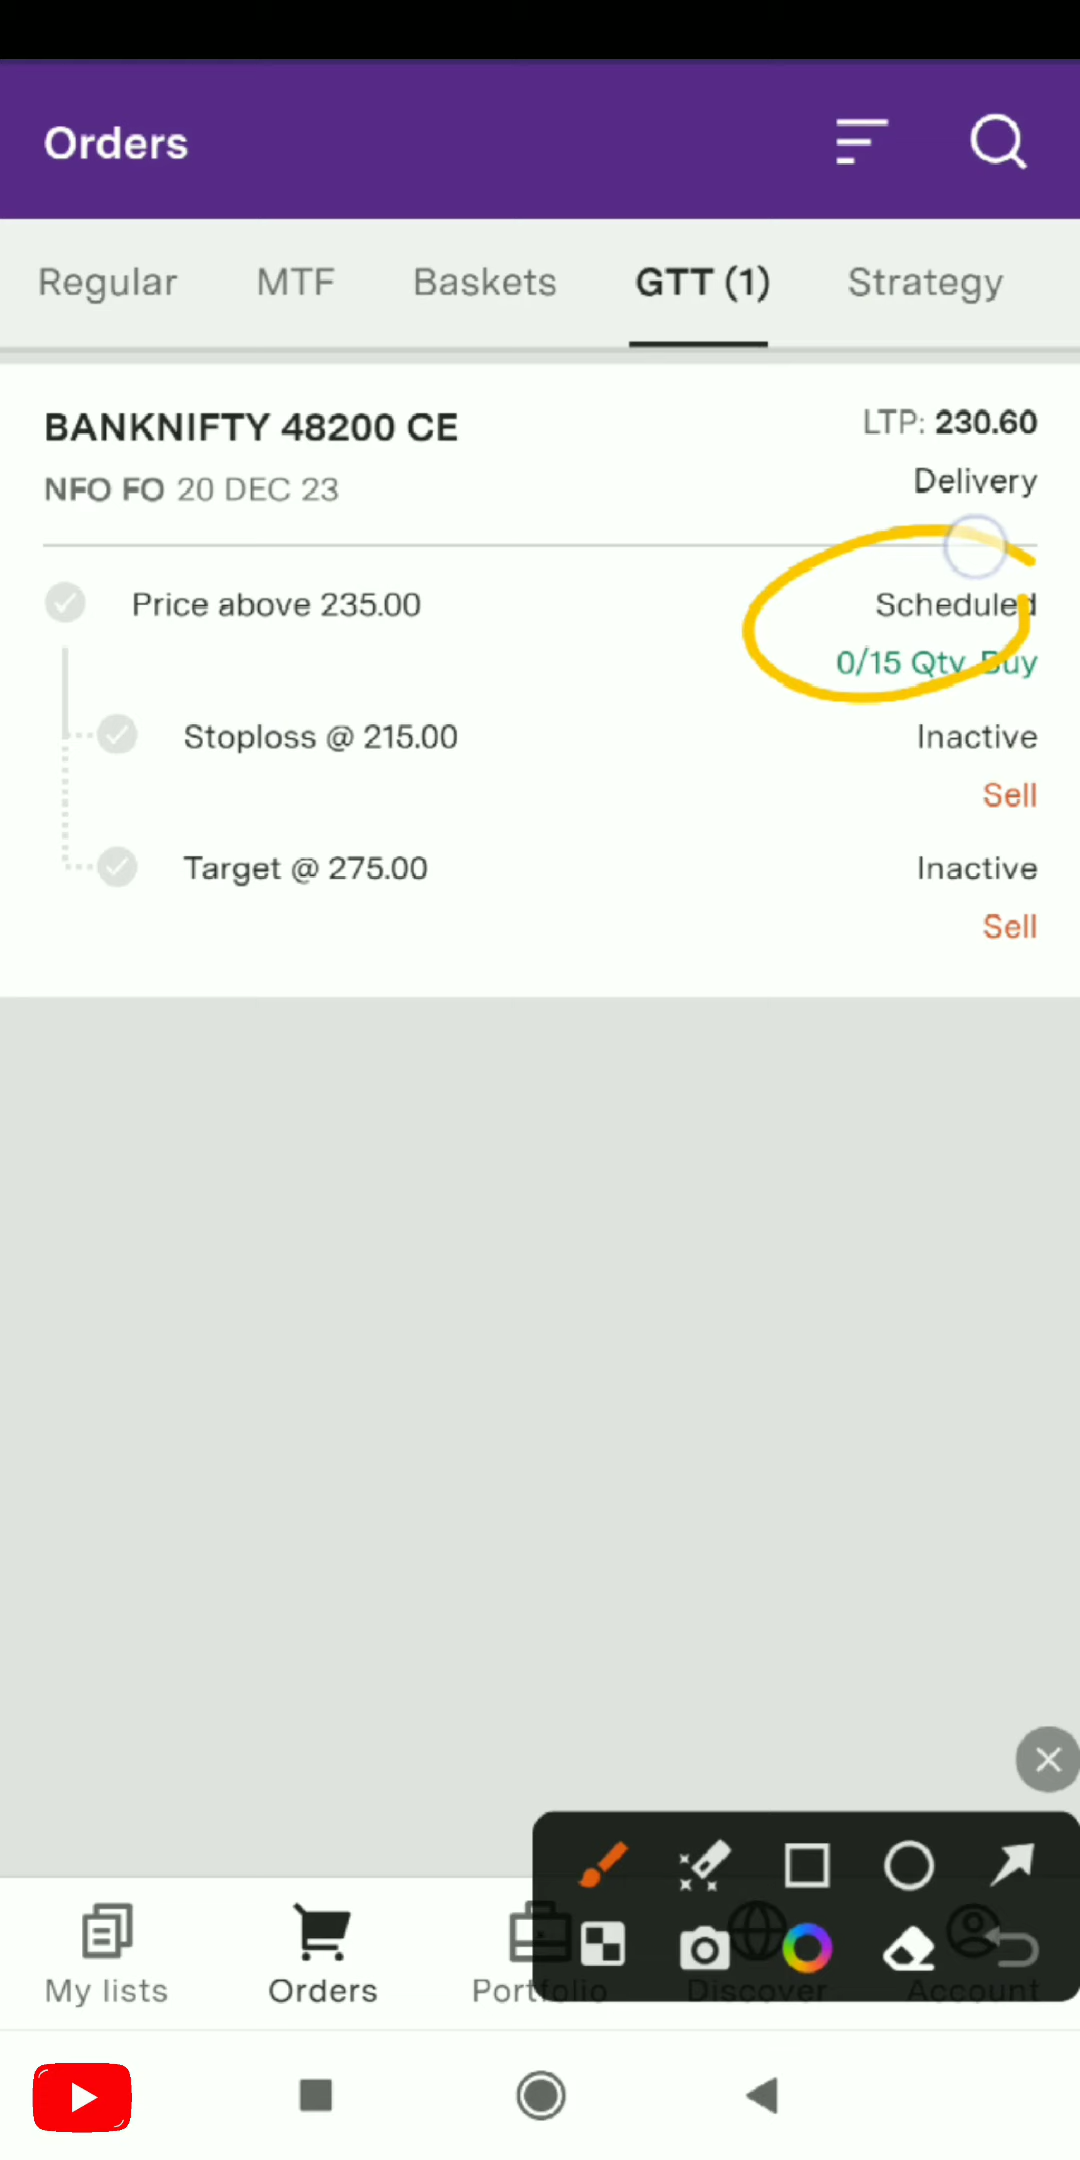 Orders
Regular MTF Baskets GTT (1) Strategy
BANKNIFTY 48200 CE LTP: 230.60
NFO FO 20 DEC 23 Delivery
Price above 235.00 Scheduled
0/15 Qty Buy
Stoploss @ 215.00 Inactive
Sell
Target @ 275.00 Inactive
Sell
My lists Orders Portfolio Discover Account